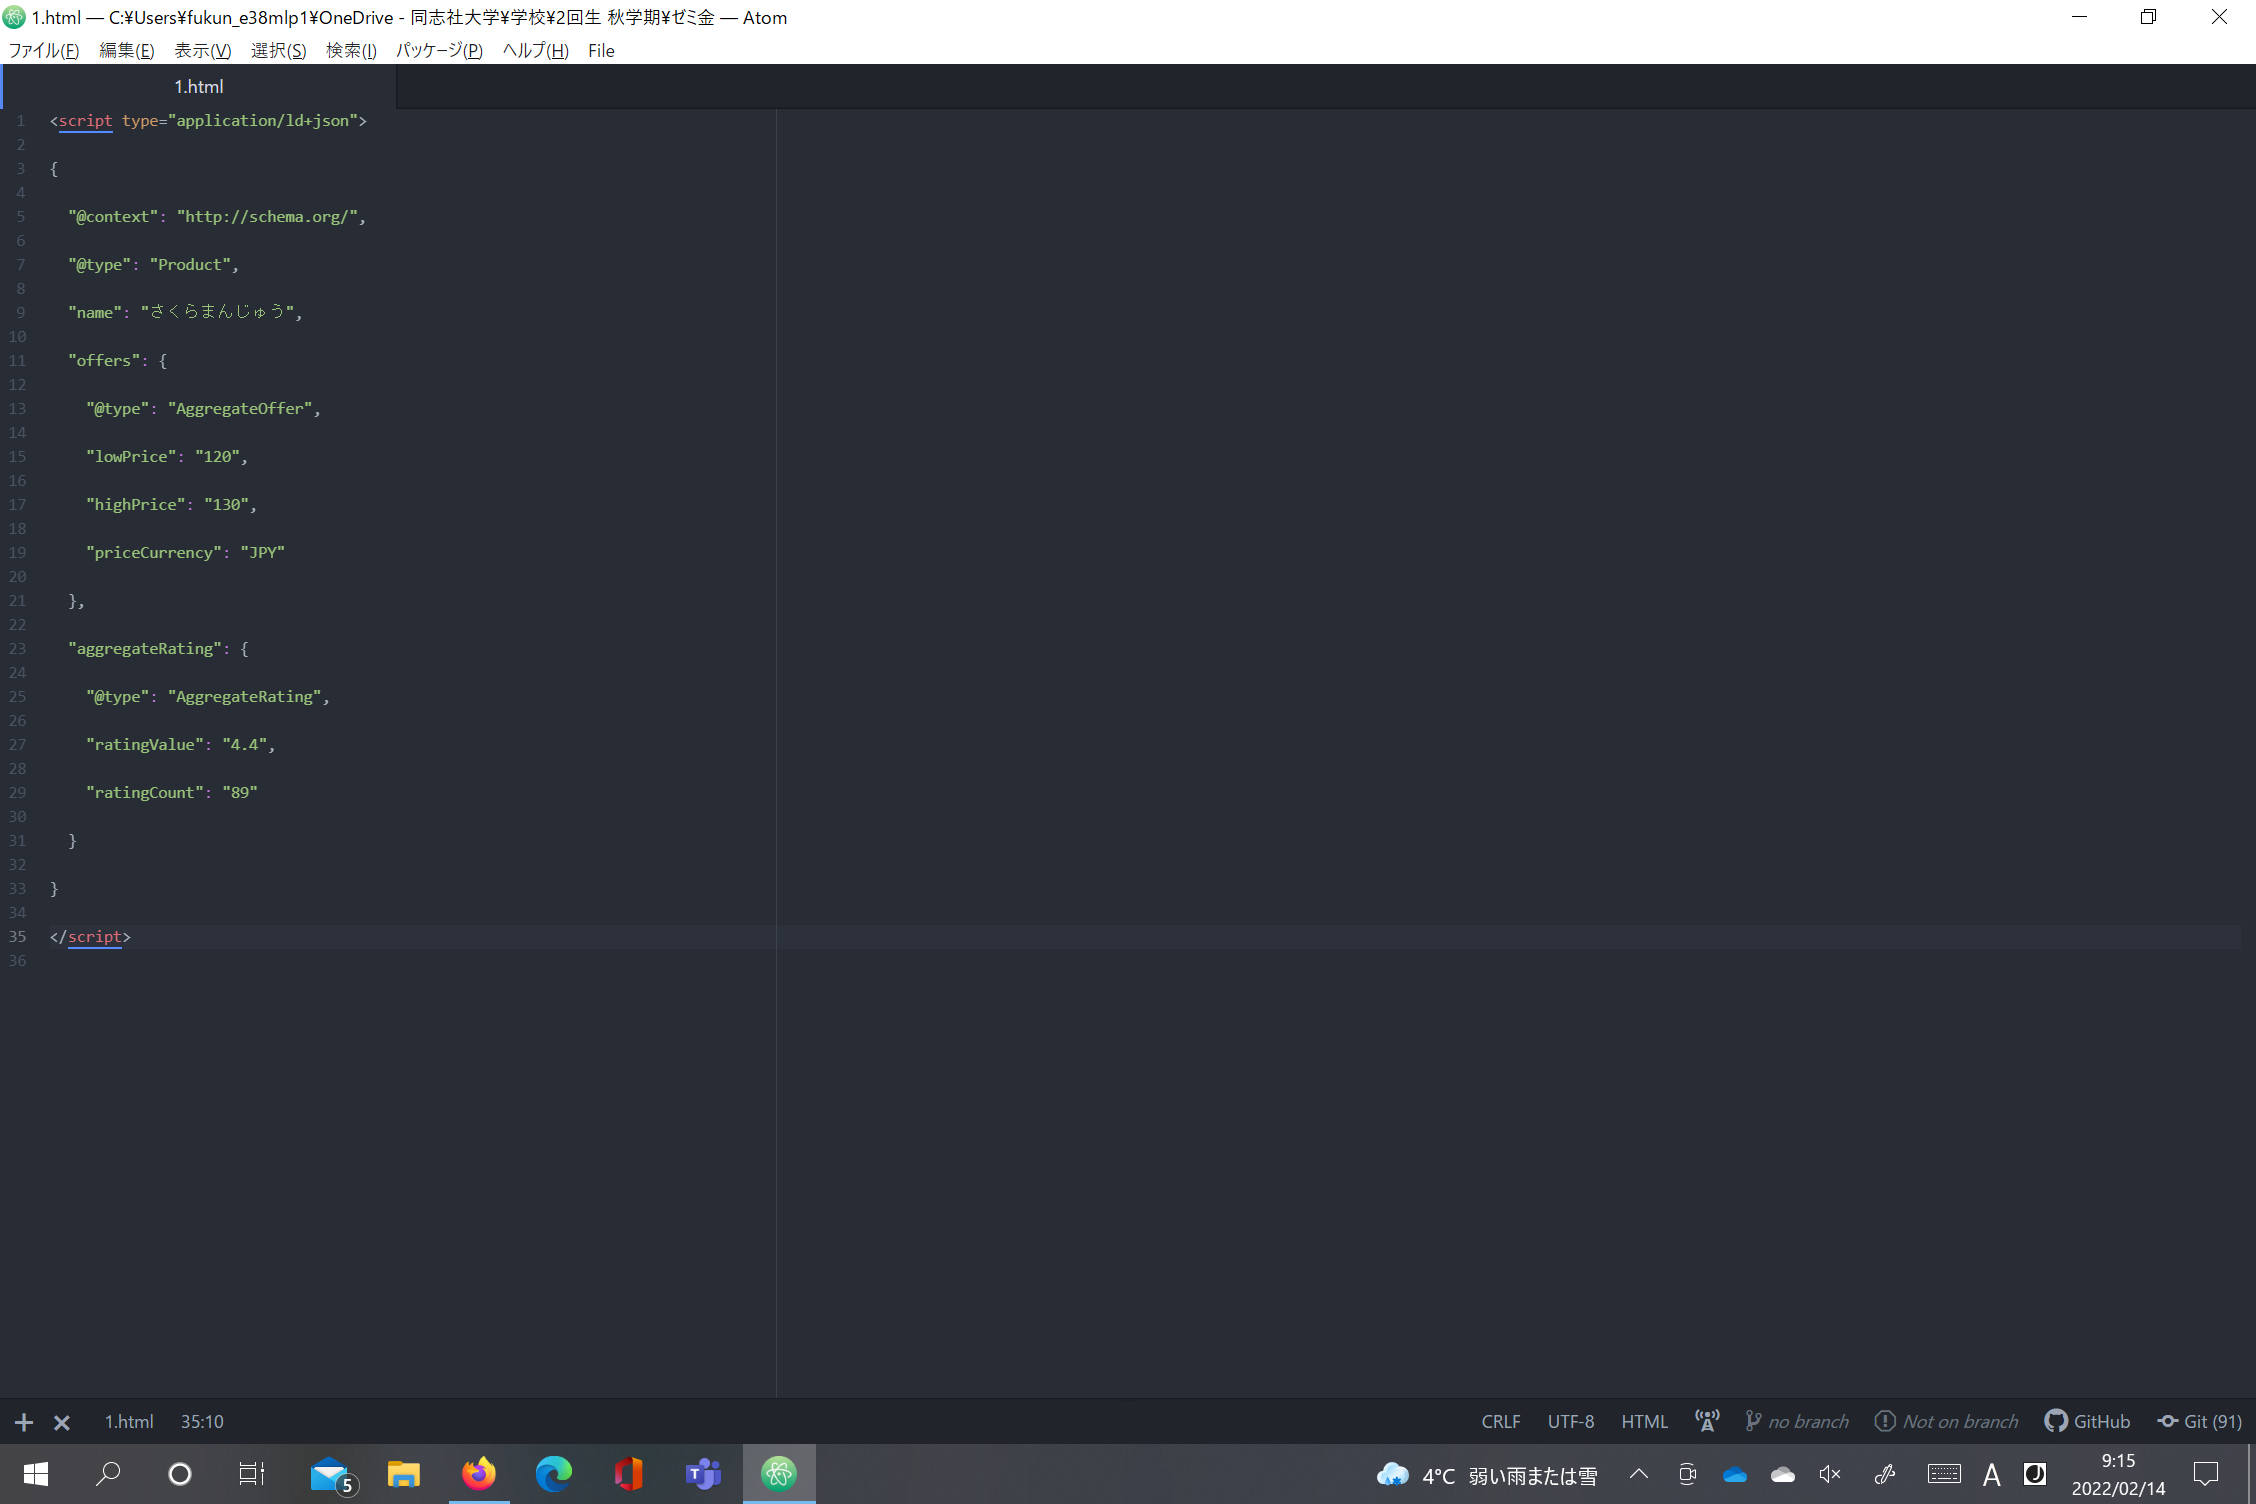 1.html — C:¥Users¥fukun_e38mlp1¥OneDrive - 同志社大学¥学校¥2回生 秋学期¥ゼミ金 — Atom
ファイル(F) 編集(E) 表示(V) 選択(S) 検索(I) パッケージ(P) ヘルプ(H) File
1.html
1 <script type="application/ld+json">
2
3 {
4
5   "@context": "http://schema.org/",
6
7   "@type": "Product",
8
9   "name": "さくらまんじゅう",
10
11   "offers": {
12
13     "@type": "AggregateOffer",
14
15     "lowPrice": "120",
16
17     "highPrice": "130",
18
19     "priceCurrency": "JPY"
20
21   },
22
23   "aggregateRating": {
24
25     "@type": "AggregateRating",
26
27     "ratingValue": "4.4",
28
29     "ratingCount": "89"
30
31   }
32
33 }
34
35 </script>
36
1.html 35:10 CRLF UTF-8 HTML no branch Not on branch GitHub Git (91)
5 4°C 弱い雨または雪 A 9:15
2022/02/14